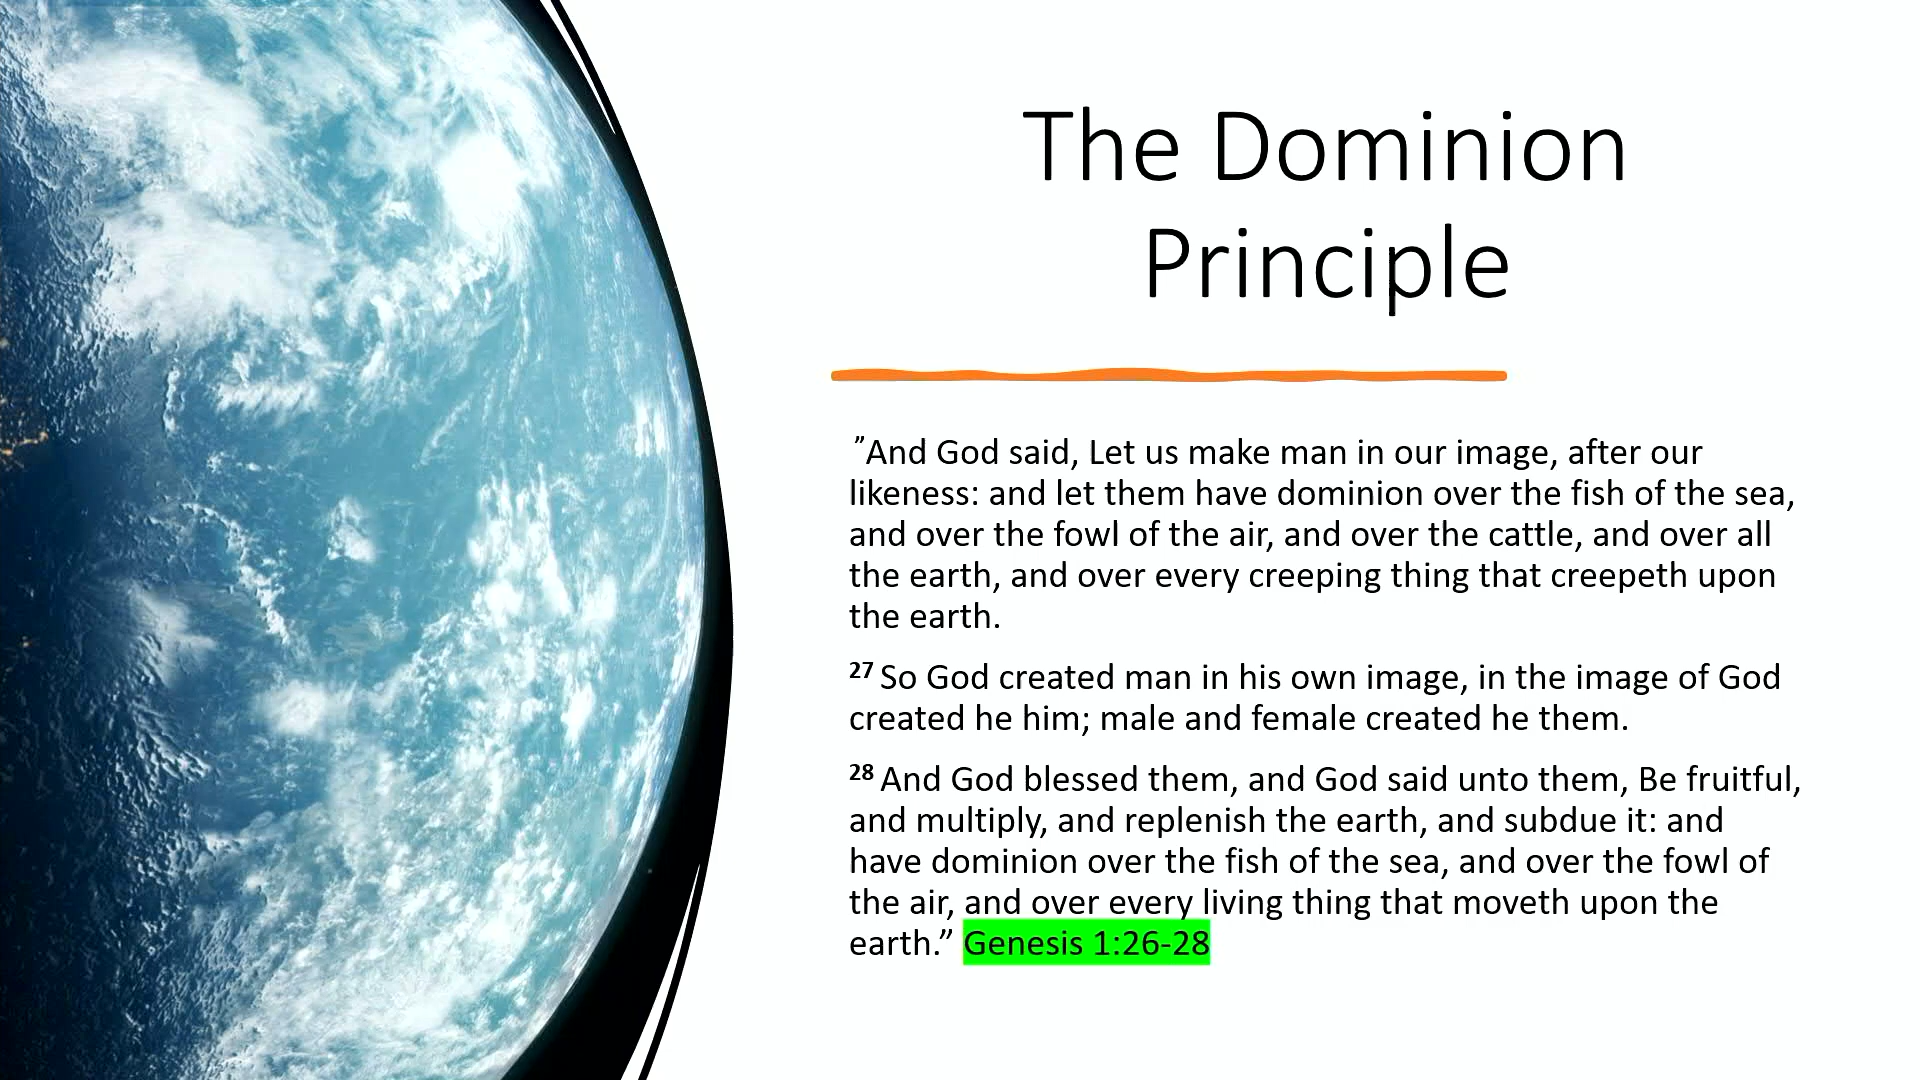 The Dominion
Principle
”And God said, Let us make man in our image, after our
likeness: and let them have dominion over the fish of the sea,
and over the fowl of the air, and over the cattle, and over all
the earth, and over every creeping thing that creepeth upon
the earth.
27 So God created man in his own image, in the image of God
created he him; male and female created he them.
28 And God blessed them, and God said unto them, Be fruitful,
and multiply, and replenish the earth, and subdue it: and
have dominion over the fish of the sea, and over the fowl of
the air, and over every living thing that moveth upon the
earth.” Genesis 1:26-28